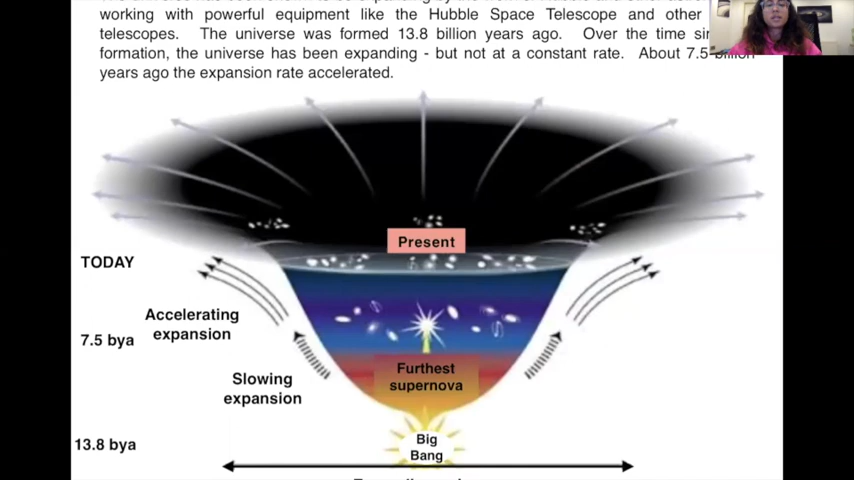 working with powerful equipment like the Hubble Space Telescope and other
telescopes. The universe was formed 13.8 billion years ago. Over the time
formation, the universe has been expanding - but not at a constant rate. About 7.5 billion
years ago the expansion rate accelerated.
Present
TODAY
Accelerating
expansion
7.5 bya
Furthest
supernova
Slowing
expansion
Big
Bang
13.8 bya